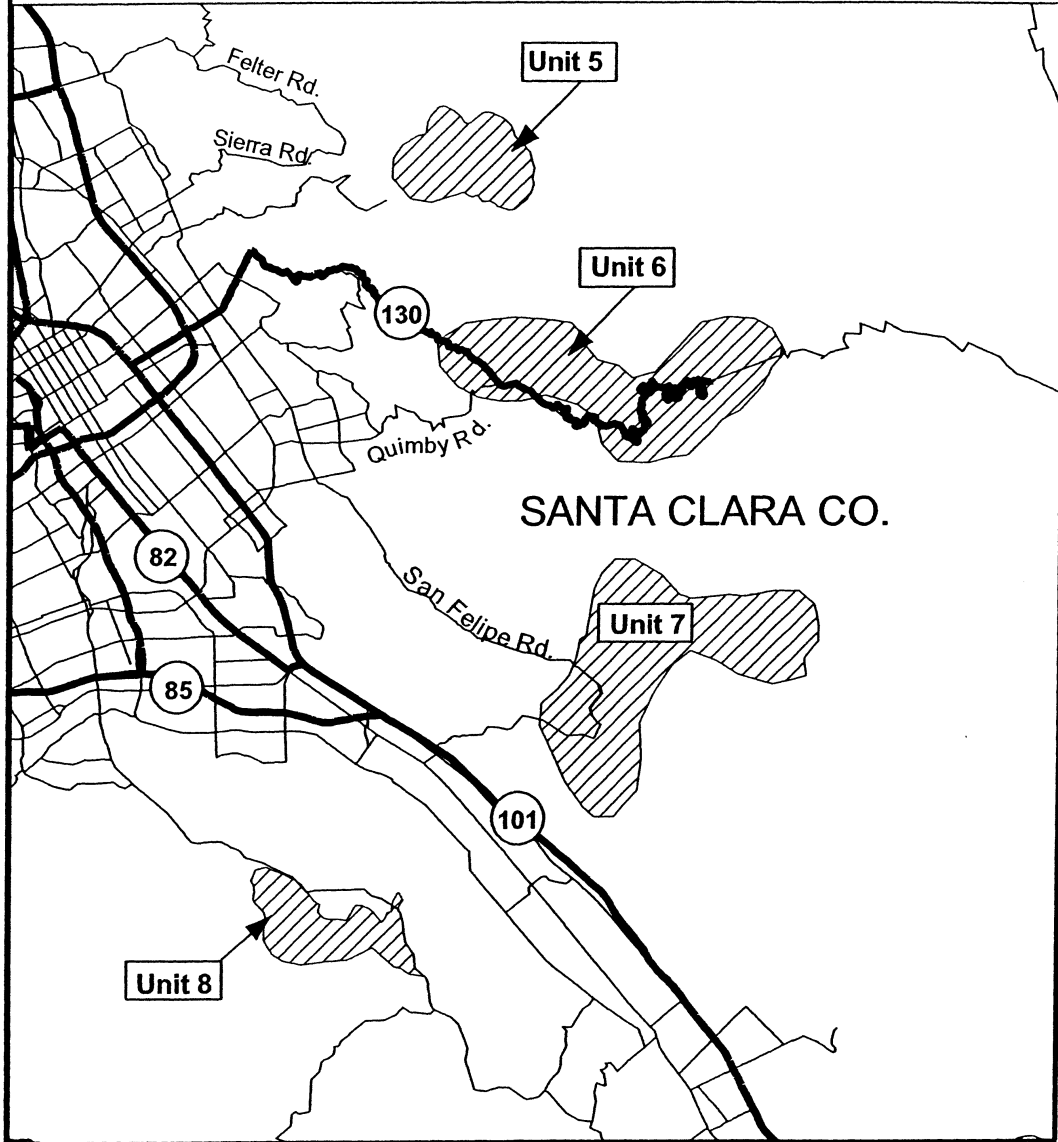 Felter Rd.
Unit 5
Sierra Rd.
Unit 6
130
Quimby Rd.
SANTA CLARA CO.
82
San Felipe Rd.
Unit 7
85
101
Unit 8